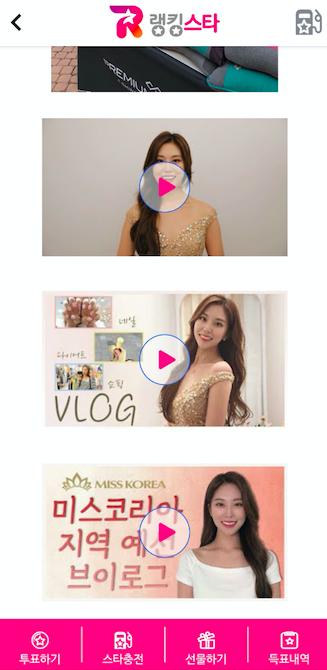 랭킹스타
PREMIUM
네일
다이어트
쇼핑
VLOG
MISS KOREA
미스코리아
지역 예선
브이로그
투표하기
스타충전
선물하기
득표내역